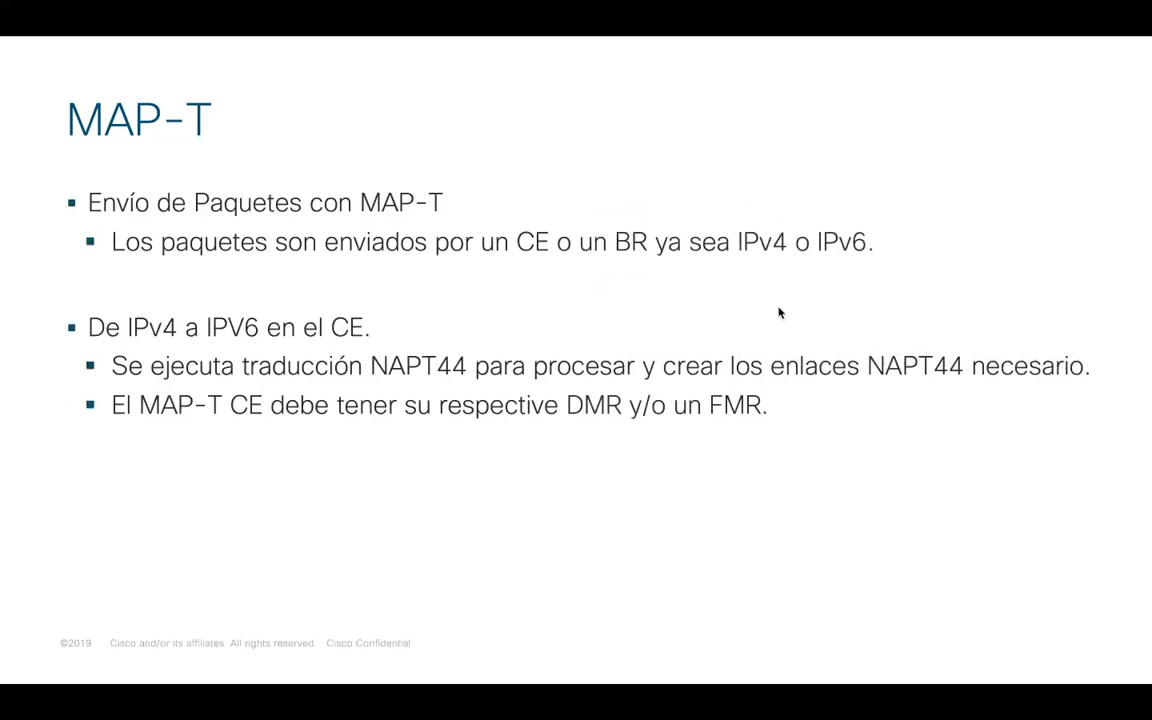 MAP-T
▪ Envío de Paquetes con MAP-T
▪ Los paquetes son enviados por un CE o un BR ya sea IPv4 o IPv6.
▪ De IPv4 a IPV6 en el CE.
▪ Se ejecuta traducción NAPT44 para procesar y crear los enlaces NAPT44 necesario.
▪ El MAP-T CE debe tener su respective DMR y/o un FMR.
©2019 Cisco and/or its affiliates. All rights reserved. Cisco Confidential